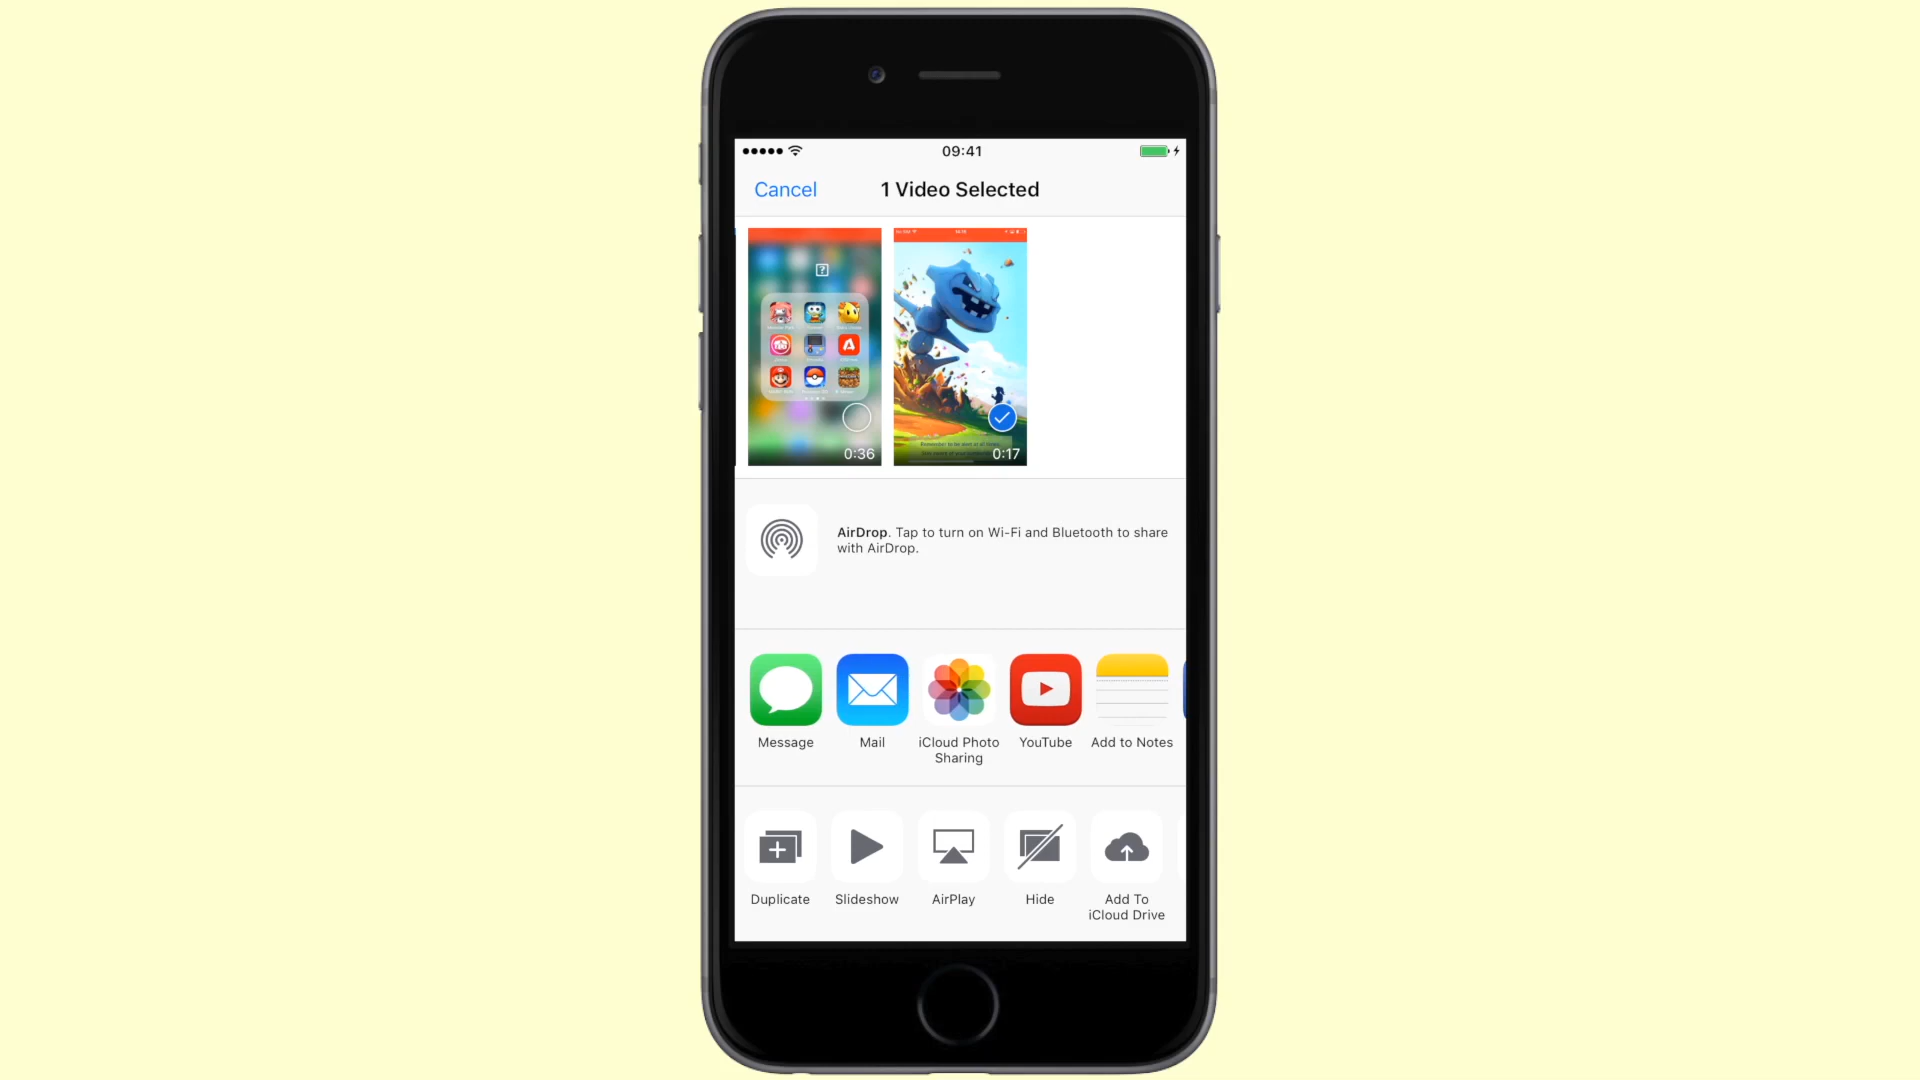 09:41
Cancel
1 Video Selected
0:36
0:17
AirDrop. Tap to turn on Wi-Fi and Bluetooth to share
with AirDrop.
Message
Mail
iCloud Photo
Sharing
YouTube
Add to Notes
Duplicate
Slideshow
AirPlay
Hide
Add To
iCloud Drive